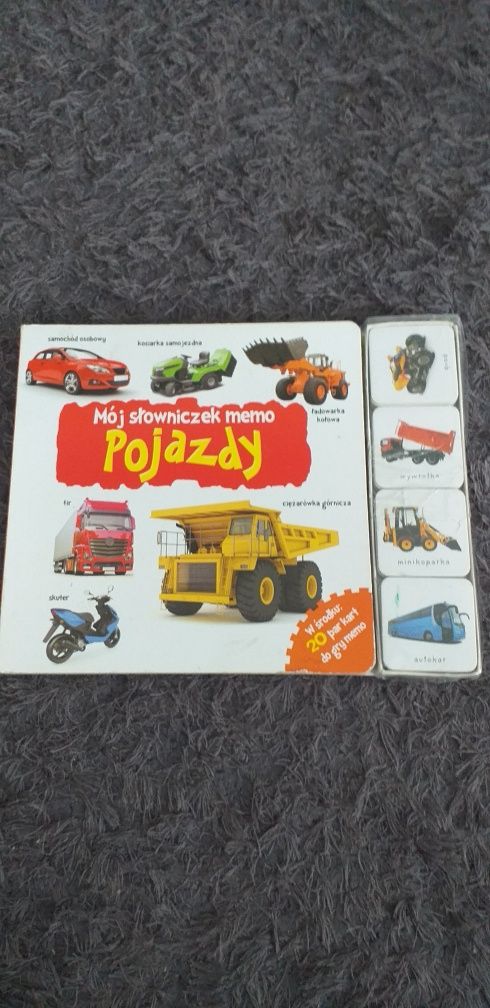 samochód osobowy
kosiarka samojezdna
ładowarka
kołowa
Mój słowniczek memo
Pojazdy
tir
ciężarówka górnicza
skuter
W środku:
20 par kart
do gry memo
wywrotka
minikoparka
autokar